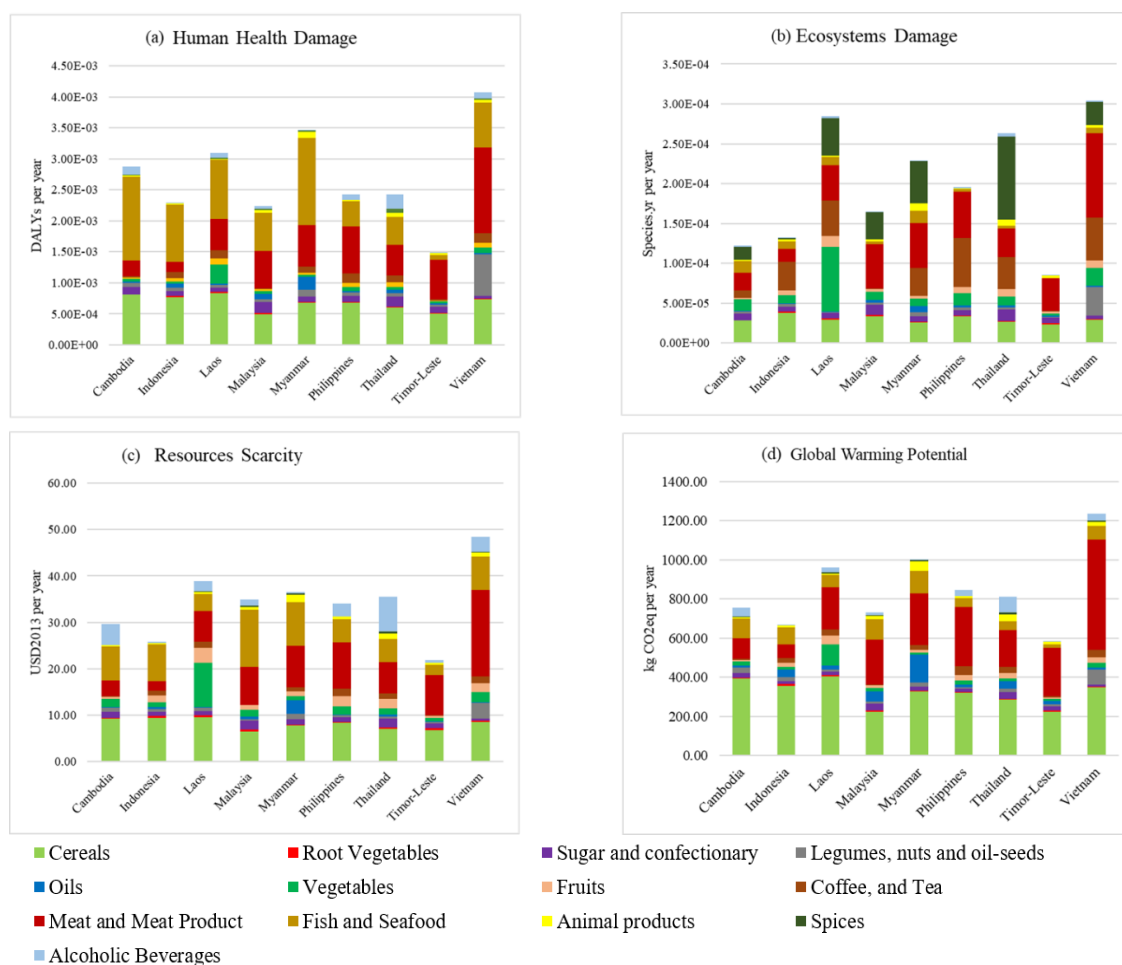 (a) Human Health Damage
DALYs per year
4.50E-03
4.00E-03
3.50E-03
3.00E-03
2.50E-03
2.00E-03
1.50E-03
1.00E-03
5.00E-04
0.00E+00
Cambodia
Indonesia
Laos
Malaysia
Myanmar
Philippines
Thailand
Timor-Leste
Vietnam
(b) Ecosystems Damage
Species.yr per year
3.50E-04
3.00E-04
2.50E-04
2.00E-04
1.50E-04
1.00E-04
5.00E-05
0.00E+00
Cambodia
Indonesia
Laos
Malaysia
Myanmar
Philippines
Thailand
Timor-Leste
Vietnam
(c) Resources Scarcity
USD2013 per year
60.00
50.00
40.00
30.00
20.00
10.00
0.00
Cambodia
Indonesia
Laos
Malaysia
Myanmar
Philippines
Thailand
Timor-Leste
Vietnam
(d) Global Warming Potential
kg CO2eq per year
1400.00
1200.00
1000.00
800.00
600.00
400.00
200.00
0.00
Cambodia
Indonesia
Laos
Malaysia
Myanmar
Philippines
Thailand
Timor-Leste
Vietnam
Cereals
Root Vegetables
Sugar and confectionary
Legumes, nuts and oil-seeds
Oils
Vegetables
Fruits
Coffee, and Tea
Meat and Meat Product
Fish and Seafood
Animal products
Spices
Alcoholic Beverages